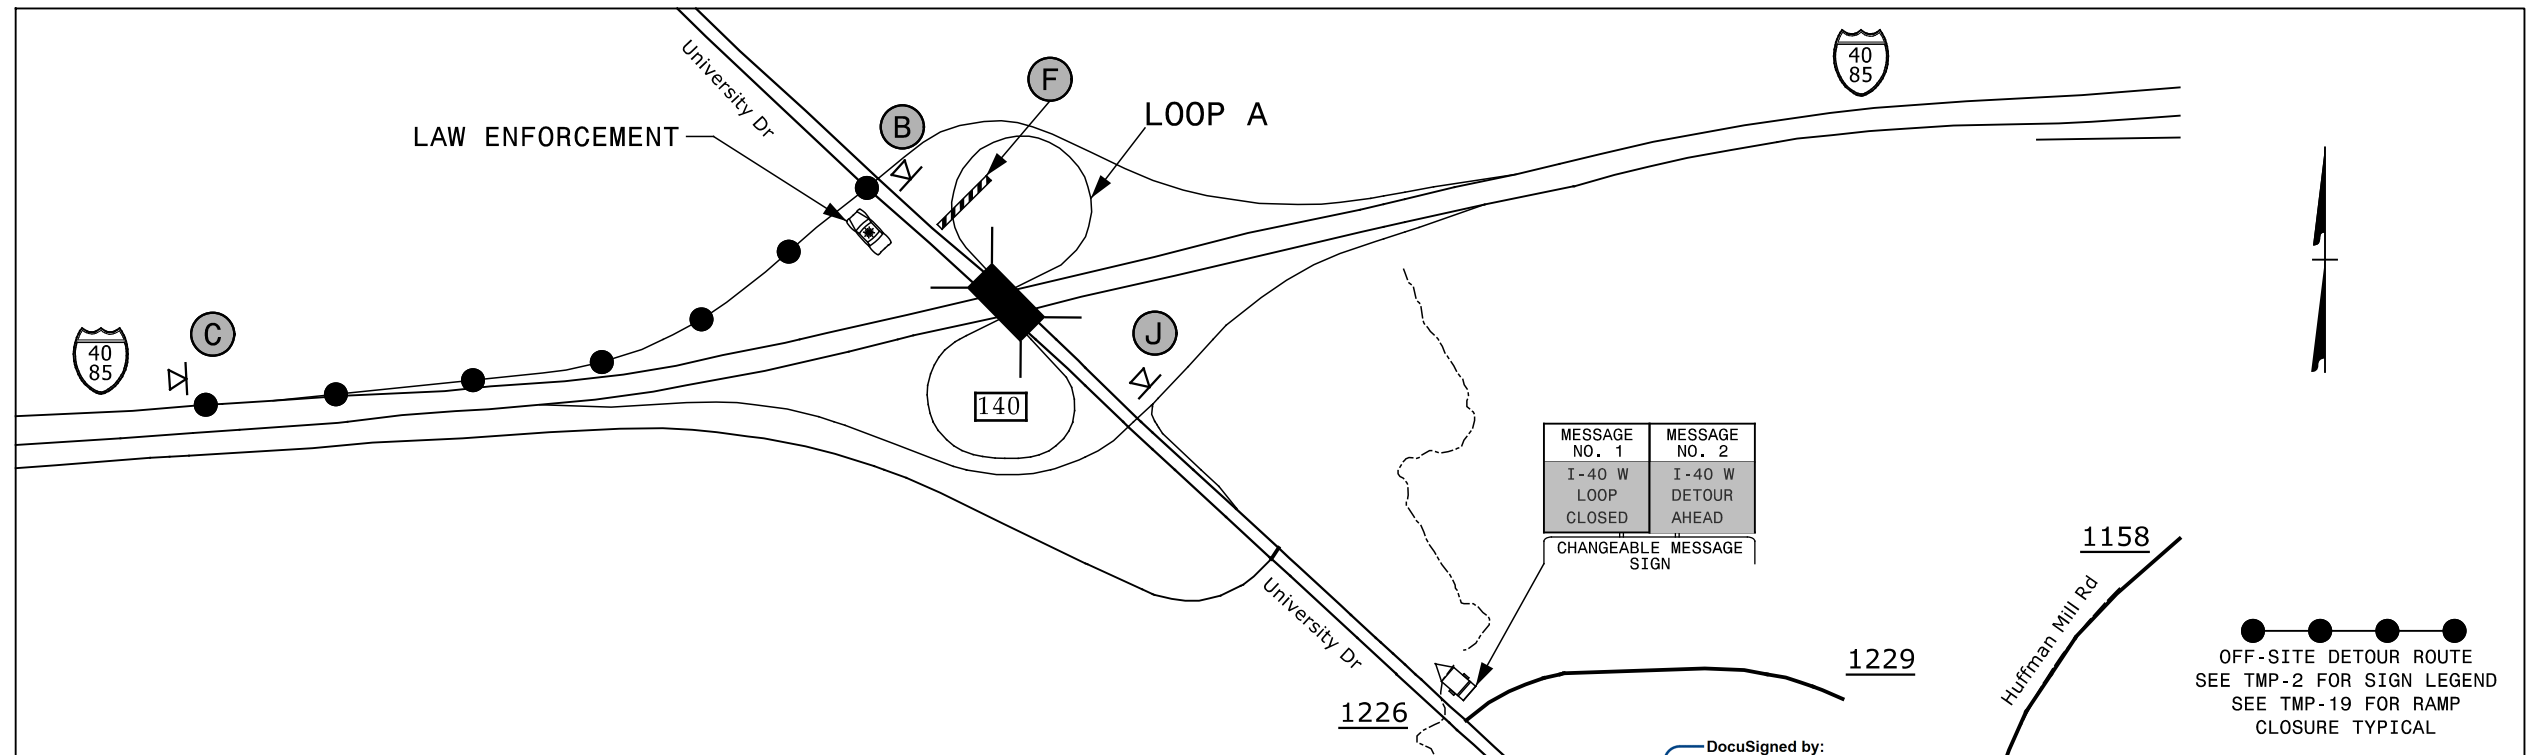 University Dr
F
40
85
B
LOOP A
LAW ENFORCEMENT
C
40
85
J
140
MESSAGE
NO. 1
MESSAGE
NO. 2
I-40 W
LOOP
CLOSED
I-40 W
DETOUR
AHEAD
CHANGEABLE MESSAGE
SIGN
1158
Huffman Mill Rd
University Dr
1229
1226
OFF-SITE DETOUR ROUTE
SEE TMP-2 FOR SIGN LEGEND
SEE TMP-19 FOR RAMP
CLOSURE TYPICAL
DocuSigned by: